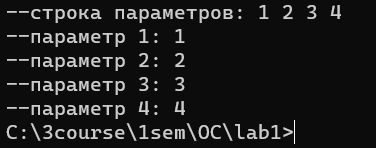 --строка параметров: 1 2 3 4
--параметр 1: 1
--параметр 2: 2
--параметр 3: 3
--параметр 4: 4
C:\3course\1sem\ОС\lab1>